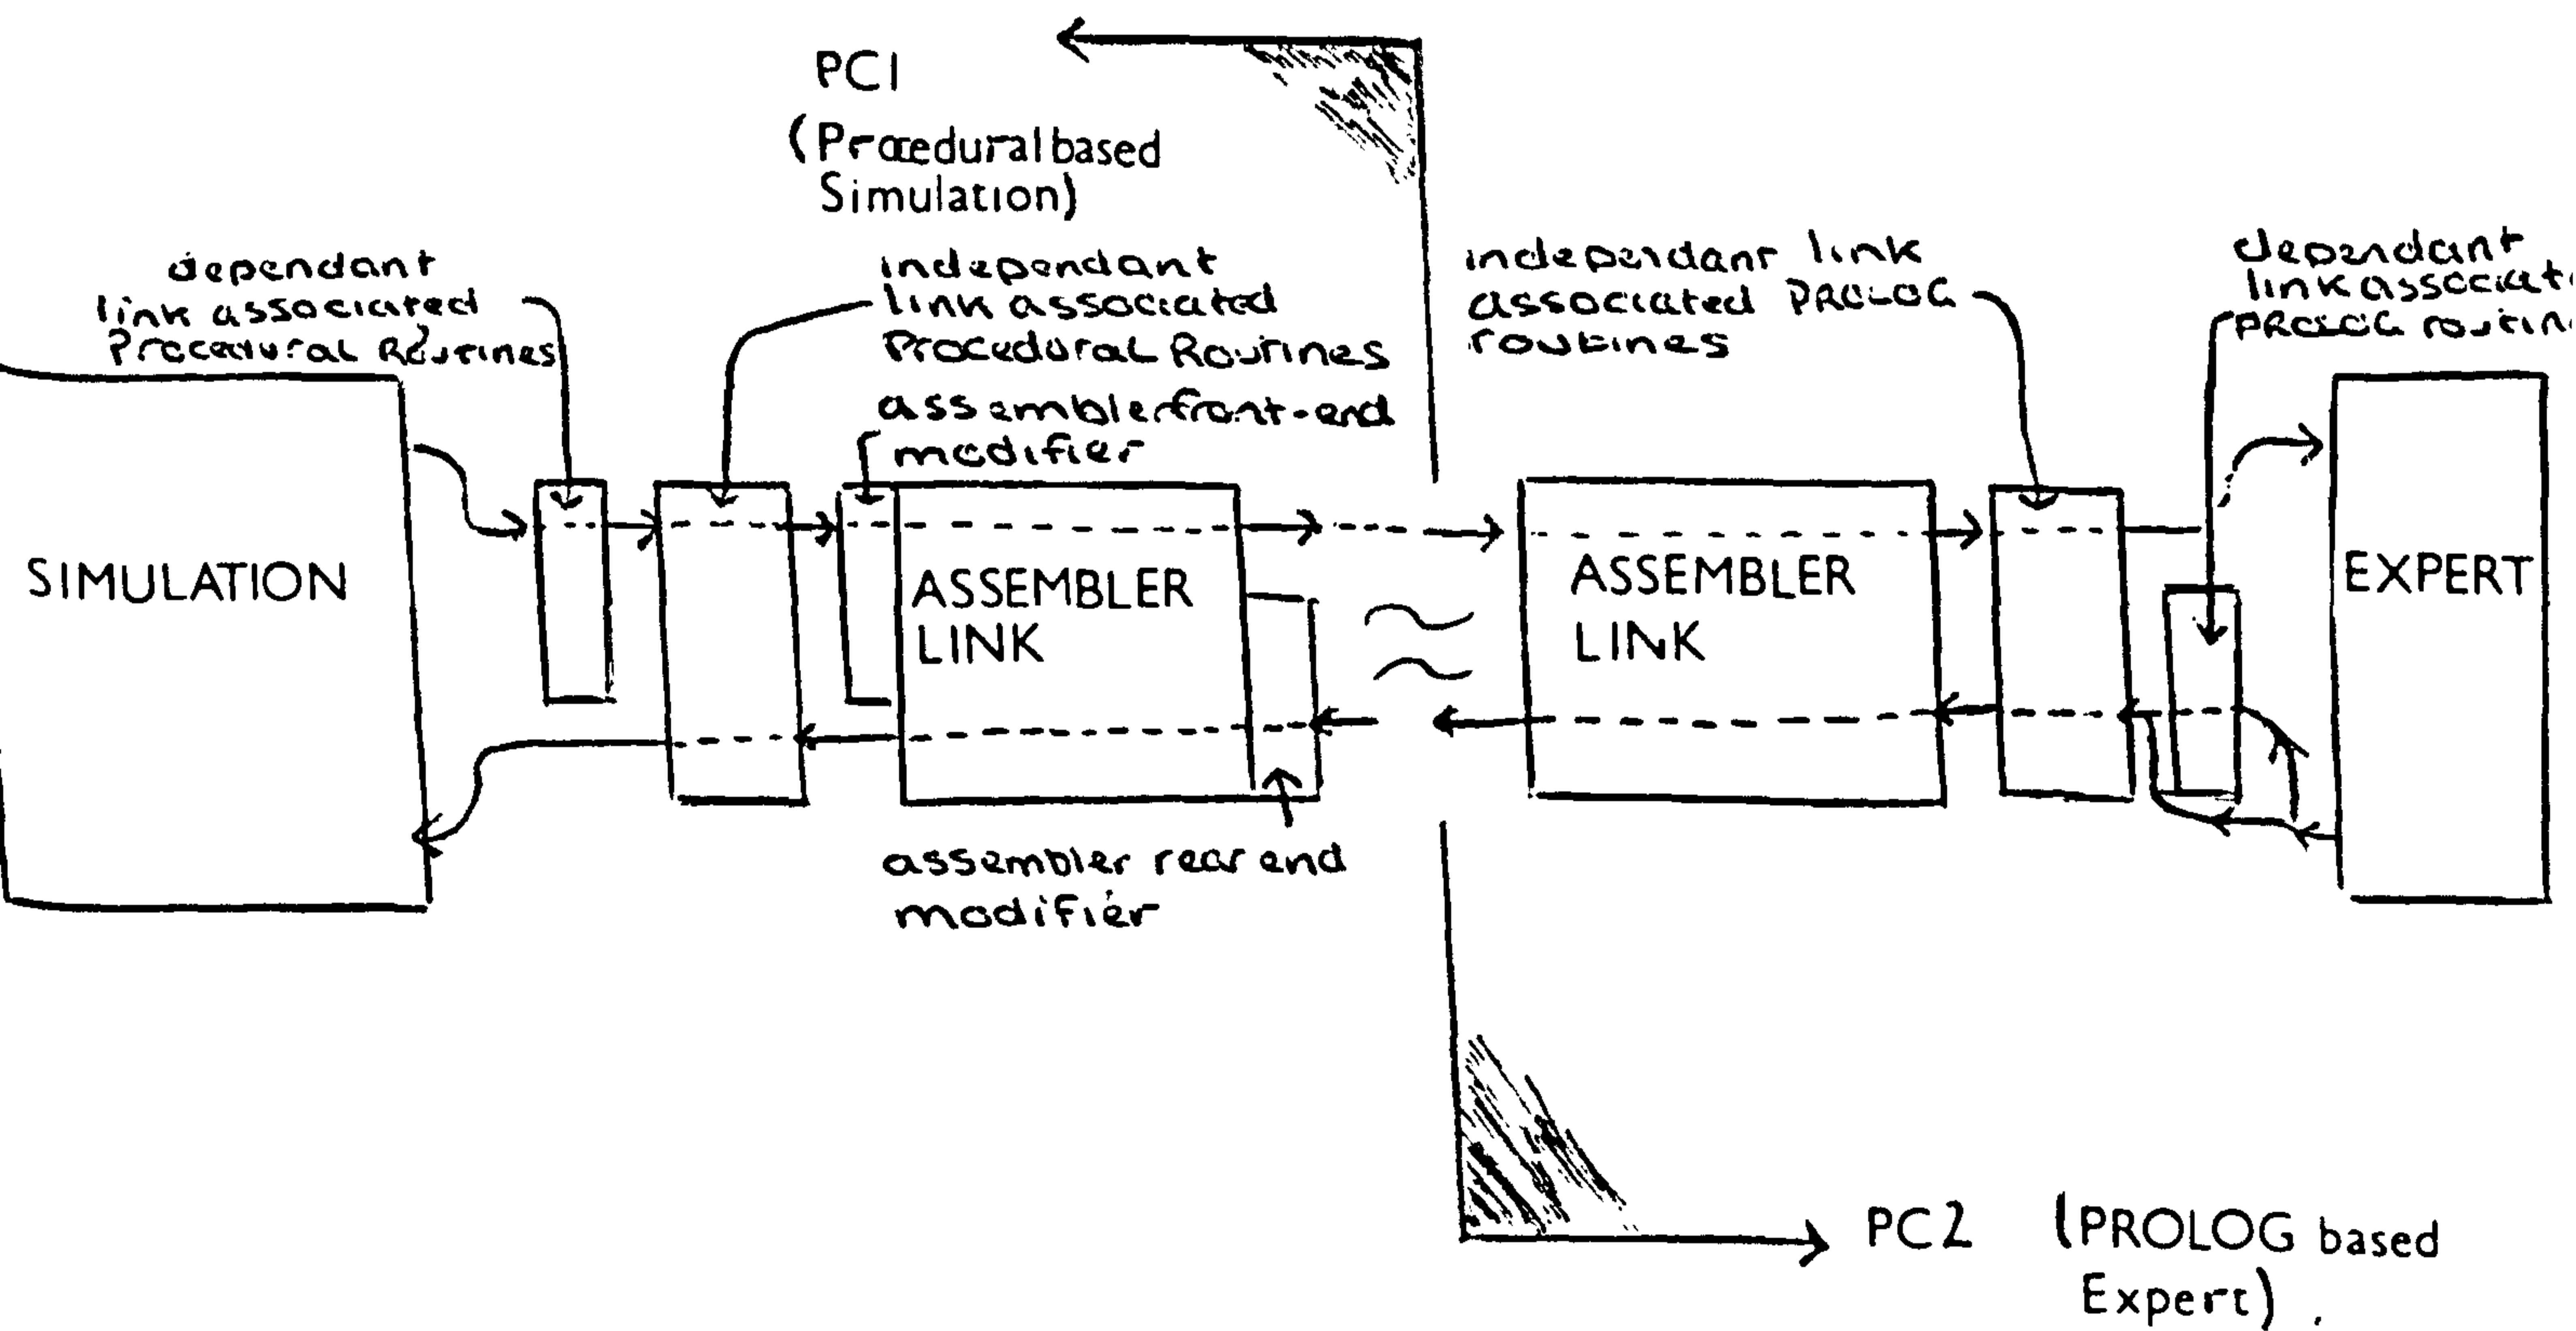 PC1
(Procedural based
Simulation)
dependant
link associated
Procedural Routines
independant
link associated
Procedural Routines
assembler front-end
modifier
independant link
associated PROLOG
routines
dependant
link associat
PROLOG routin
SIMULATION
ASSEMBLER
LINK
ASSEMBLER
LINK
EXPERT
assembler rear end
modifier
PC2 (PROLOG based
Expert).